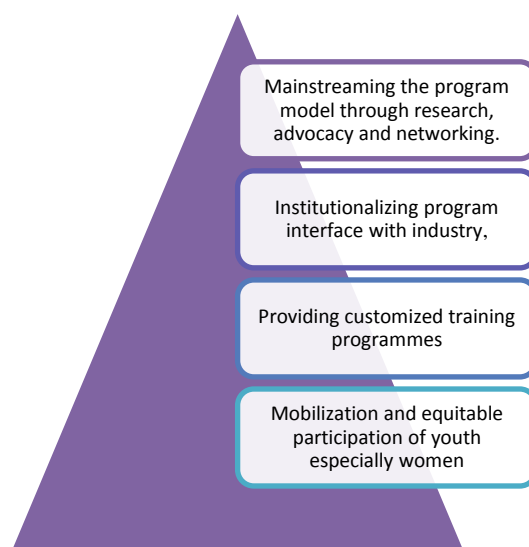 Mainstreaming the program
model through research,
advocacy and networking.
Institutionalizing program
interface with industry,
Providing customized training
programmes
Mobilization and equitable
participation of youth
especially women